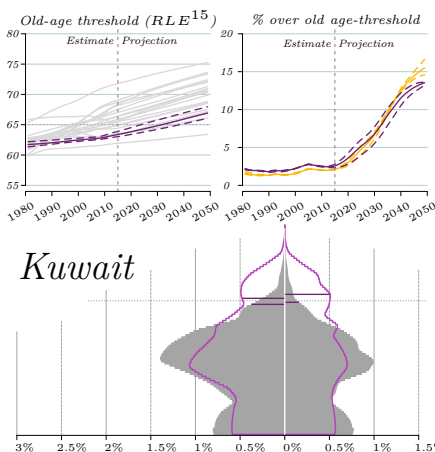 Old-age threshold (RLE15)
% over old age-threshold
Estimate Projection
Estimate Projection
80
75
70
65
60
55
20
15
10
5
0
1980 1990 2000 2010 2020 2030 2040 2050
1980 1990 2000 2010 2020 2030 2040 2050
Kuwait
3% 2.5% 2% 1.5% 1% 0.5% 0% 0.5% 1% 1.5%